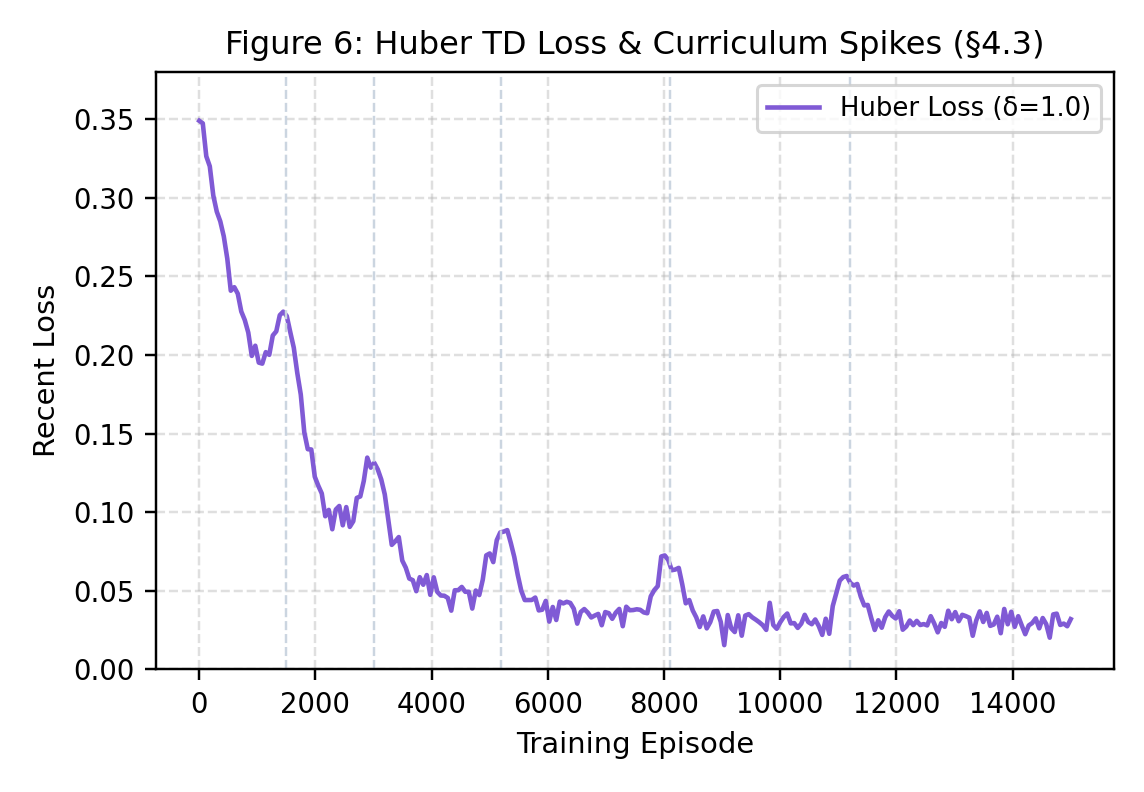 Figure 6: Huber TD Loss & Curriculum Spikes (§4.3)
Huber Loss (δ=1.0)
0.35
0.30
0.25
0.20
0.15
0.10
0.05
0.00
Recent Loss
0 2000 4000 6000 8000 10000 12000 14000
Training Episode